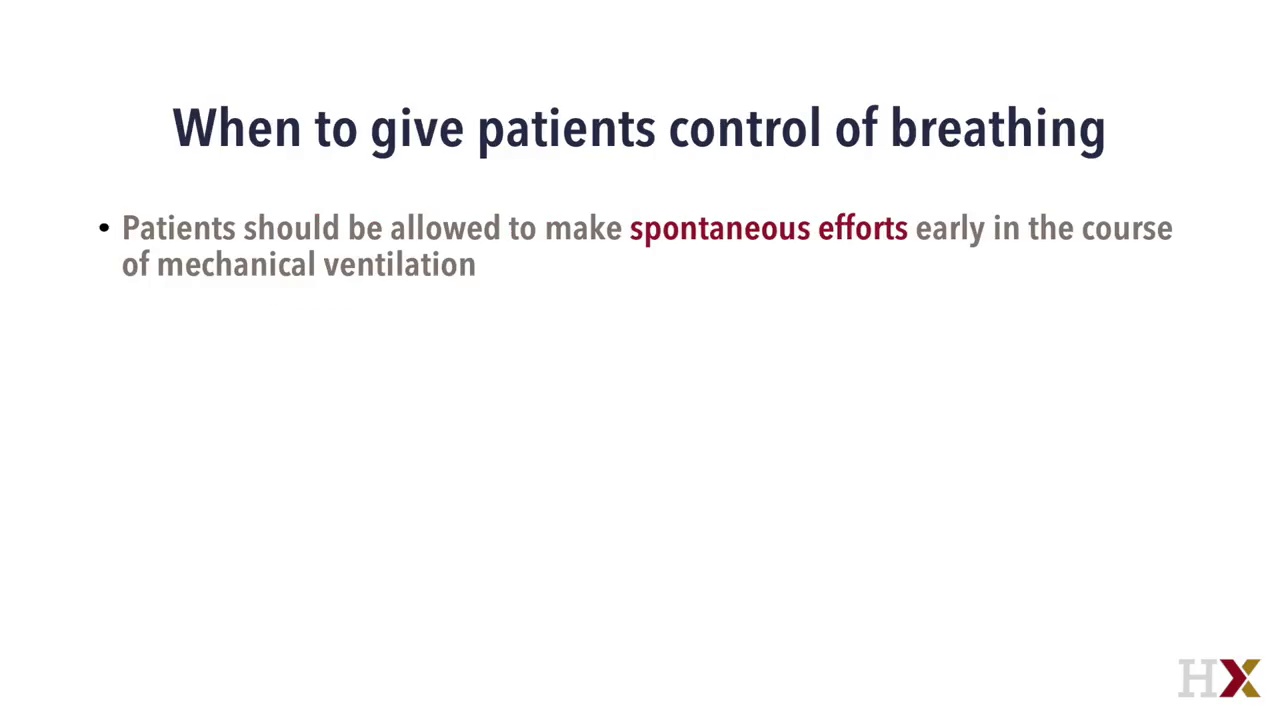 When to give patients control of breathing
• Patients should be allowed to make spontaneous efforts early in the course
of mechanical ventilation
HX